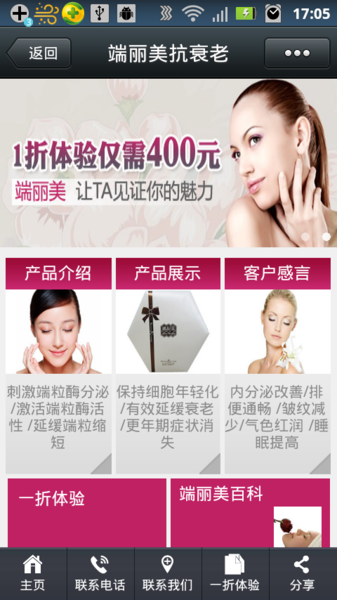 17:05
返回
端丽美抗衰老
1折体验仅需400元
端丽美 让TA见证你的魅力
产品介绍
产品展示
客户感言
刺激端粒酶分泌
/激活端粒酶活
性 /延缓端粒缩
短
保持细胞年轻化
/有效延缓衰老
/更年期症状消
失
内分泌改善/排
便通畅 /皱纹减
少/气色红润 /睡
眠提高
一折体验
端丽美百科
主页
联系电话
联系我们
一折体验
分享